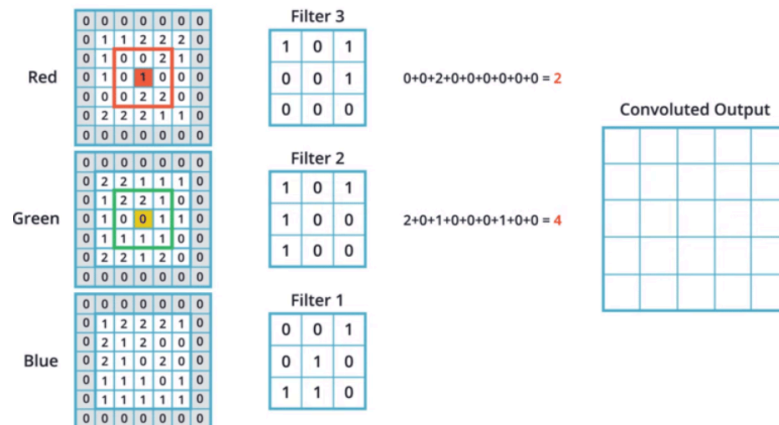 Red
0 0 0 0 0 0 0
0 1 1 2 2 2 0
0 1 0 0 2 1 0
0 1 0 1 0 0 0
0 0 0 2 2 0 0
0 2 2 2 1 1 0
0 0 0 0 0 0 0
Filter 3
1 0 1
0 0 1
0 0 0
0+0+2+0+0+0+0+0+0 = 2
Green
0 0 0 0 0 0 0
0 2 2 1 1 1 0
0 1 2 2 1 0 0
0 1 0 0 1 1 0
0 1 1 1 1 0 0
0 2 2 1 2 0 0
0 0 0 0 0 0 0
Filter 2
1 0 1
1 0 0
1 0 0
2+0+1+0+0+0+1+0+0 = 4
Blue
0 0 0 0 0 0 0
0 1 2 2 2 1 0
0 2 1 2 0 0 0
0 2 1 0 2 0 0
0 1 1 1 0 1 0
0 1 1 1 1 1 0
0 0 0 0 0 0 0
Filter 1
0 0 1
0 1 0
1 1 0
Convoluted Output